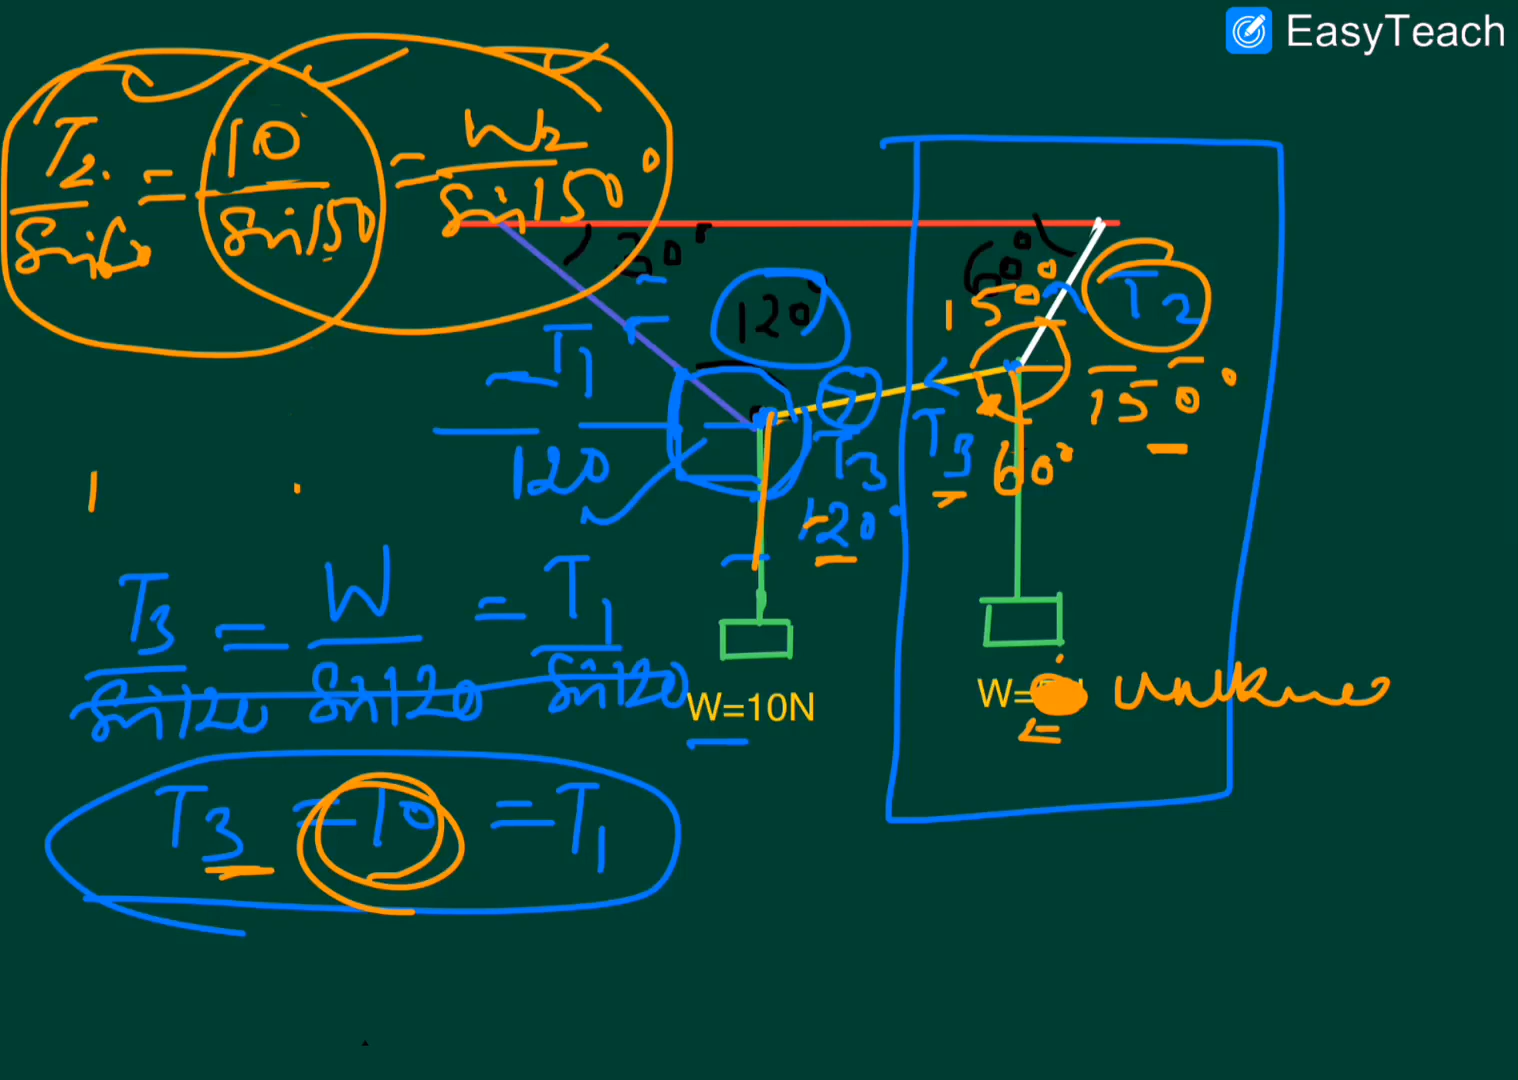 EasyTeach
T2 / sin60 = 10 / sin150 = W2 / sin150°
30°
60°
150°
T2
120°
T1
T3
T3
150°
120
60°
120°
T3 / sin120 = W / sin120 = T1 / sin120
W=10N
W=
T3 = 10 = T1